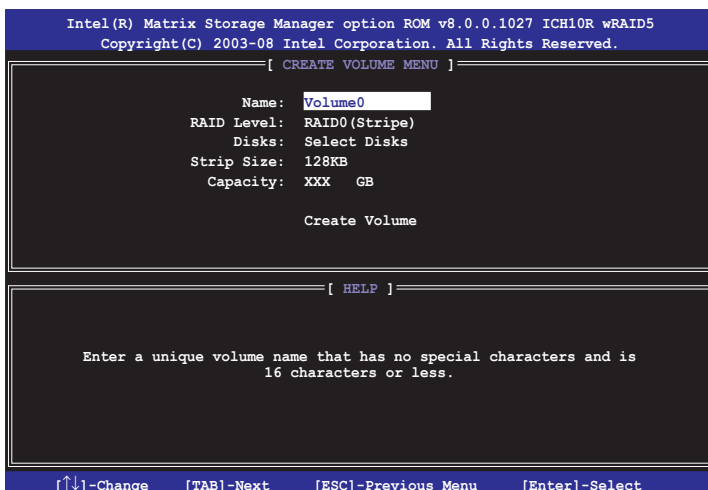 Intel(R) Matrix Storage Manager option ROM v8.0.0.1027 ICH10R wRAID5
Copyright(C) 2003-08 Intel Corporation. All Rights Reserved.
[ CREATE VOLUME MENU ]
Name: Volume0
RAID Level: RAID0(Stripe)
Disks: Select Disks
Strip Size: 128KB
Capacity: XXX GB
Create Volume
[ HELP ]
Enter a unique volume name that has no special characters and is
16 characters or less.
[↑↓]-Change [TAB]-Next [ESC]-Previous Menu [Enter]-Select